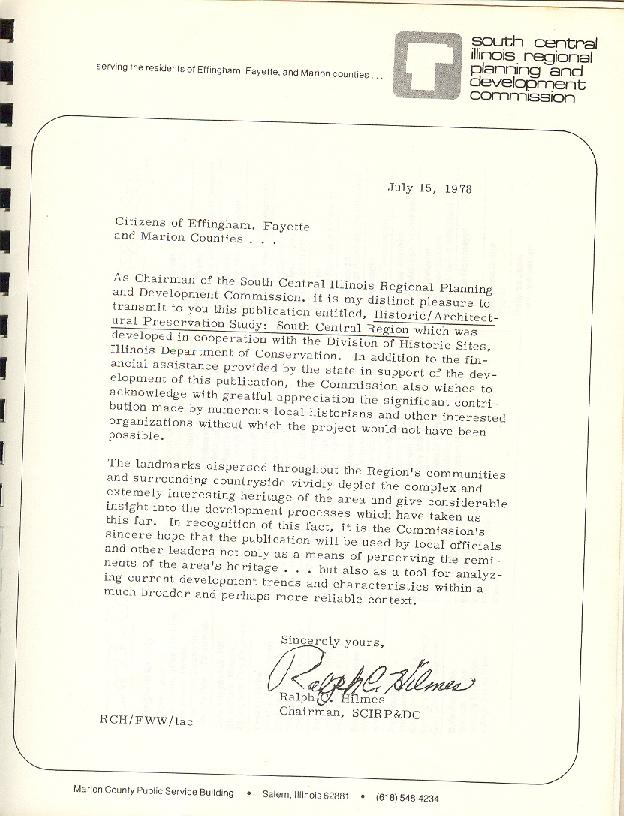 serving the residents of Effingham, Fayette, and Marion counties . . .
south central
illinois regional
planning and
development
commission
July 15, 1978
Citizens of Effingham, Fayette
and Marion Counties . . .
As Chairman of the South Central Illinois Regional Planning
and Development Commission, it is my distinct pleasure to
transmit to you this publication entitled, Historic/Architect-
ural Preservation Study: South Central Region which was
developed in cooperation with the Division of Historic Sites,
Illinois Department of Conservation. In addition to the fin-
ancial assistance provided by the state in support of the dev-
elopment of this publication, the Commission also wishes to
acknowledge with greatful appreciation the significant contri-
bution made by numerous local historians and other interested
organizations without which the project would not have been
possible.
The landmarks dispersed throughout the Region's communities
and surrounding countryside vividly depict the complex and
extemely interesting heritage of the area and give considerable
insight into the development processes which have taken us
this far. In recognition of this fact, it is the Commission's
sincere hope that the publication will be used by local officials
and other leaders not only as a means of perserving the remi-
nents of the area's heritage . . . but also as a tool for analyz-
ing current development trends and characteristics within a
much broader and perhaps more reliable context.
Sincerely yours,
Ralph C. Hilmes
Ralph C. Hilmes
Chairman, SCIRP&DC
RCH/FWW/tac
Marion County Public Service Building • Salem, Illinois 62881 • (618) 548-4234